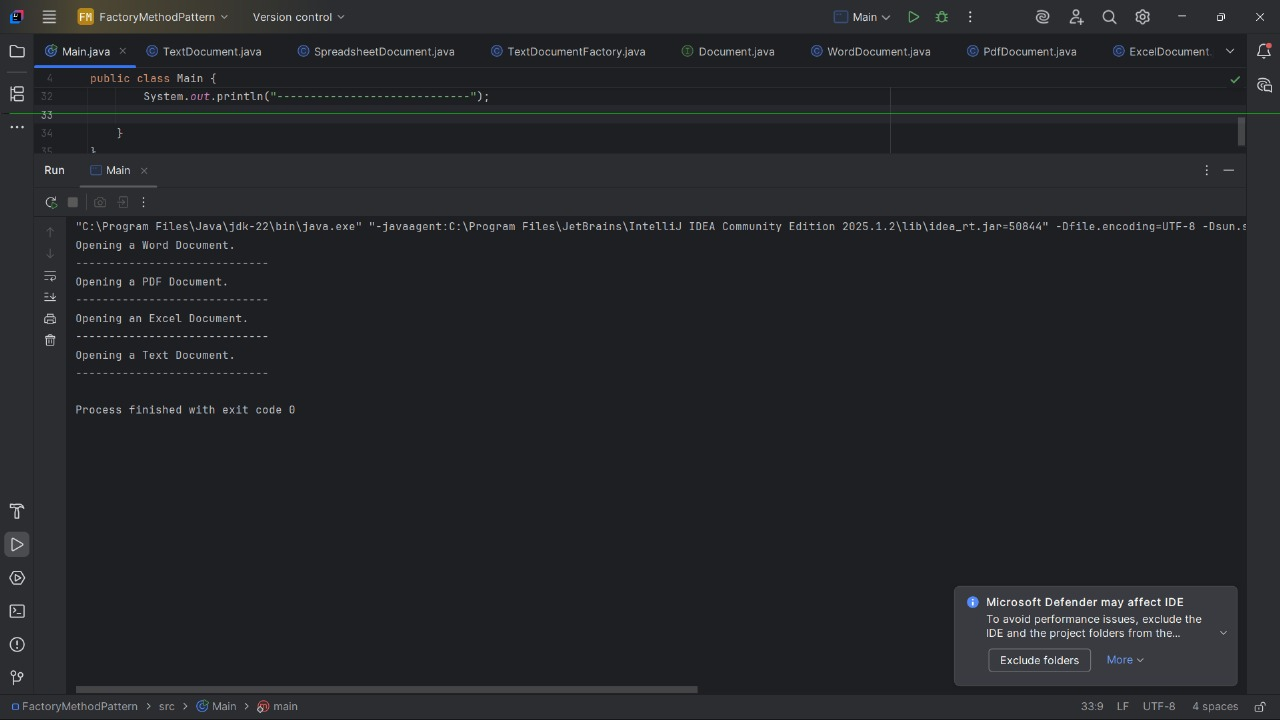 FM FactoryMethodPattern Version control Main
Main.java TextDocument.java SpreadsheetDocument.java TextDocumentFactory.java Document.java WordDocument.java PdfDocument.java ExcelDocument.
4 public class Main {
32 System.out.println("-----------------------------");
33
34 }
35 }
Run Main
"C:\Program Files\Java\jdk-22\bin\java.exe" "-javaagent:C:\Program Files\JetBrains\IntelliJ IDEA Community Edition 2025.1.2\lib\idea_rt.jar=50844" -Dfile.encoding=UTF-8 -Dsun.s
Opening a Word Document.
-----------------------------
Opening a PDF Document.
-----------------------------
Opening an Excel Document.
-----------------------------
Opening a Text Document.
-----------------------------
Process finished with exit code 0
Microsoft Defender may affect IDE
To avoid performance issues, exclude the
IDE and the project folders from the...
Exclude folders More
FactoryMethodPattern > src > Main > main 33:9 LF UTF-8 4 spaces